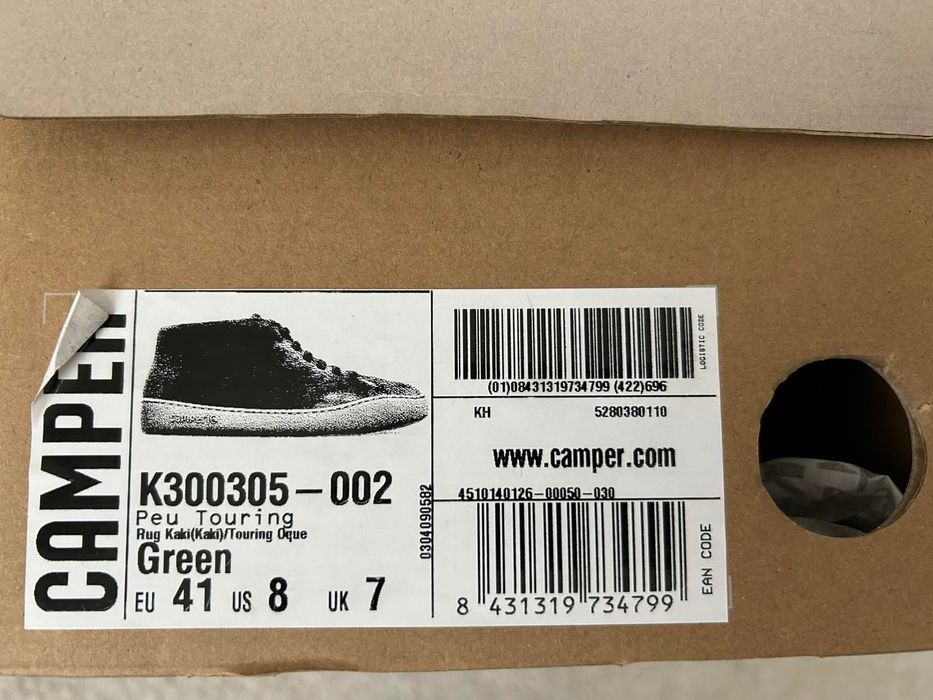 CAMPER
K300305-002
Peu Touring
Rug Kaki(Kaki)/Touring Oque
Green
EU 41 US 8 UK 7
0304090582
(01)08431319734799 (422)696
LOGISTIC CODE
KH 5280380110
www.camper.com
4510140126-00050-030
8 431319 734799
EAN CODE